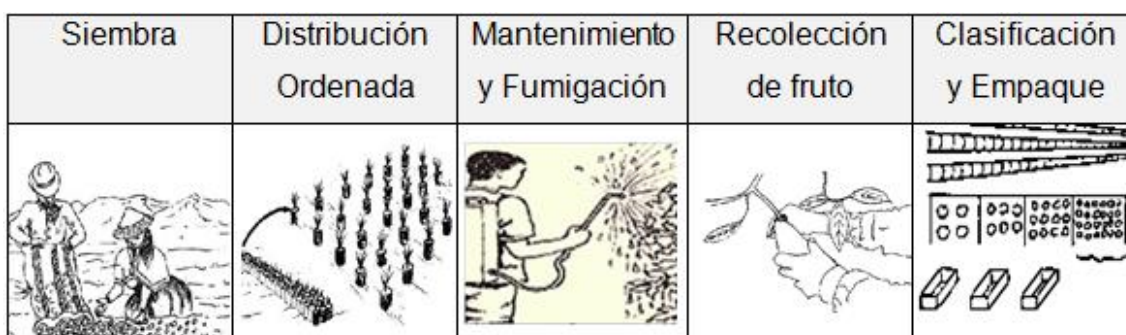 Siembra
Distribución
Ordenada
Mantenimiento
y Fumigación
Recolección
de fruto
Clasificación
y Empaque